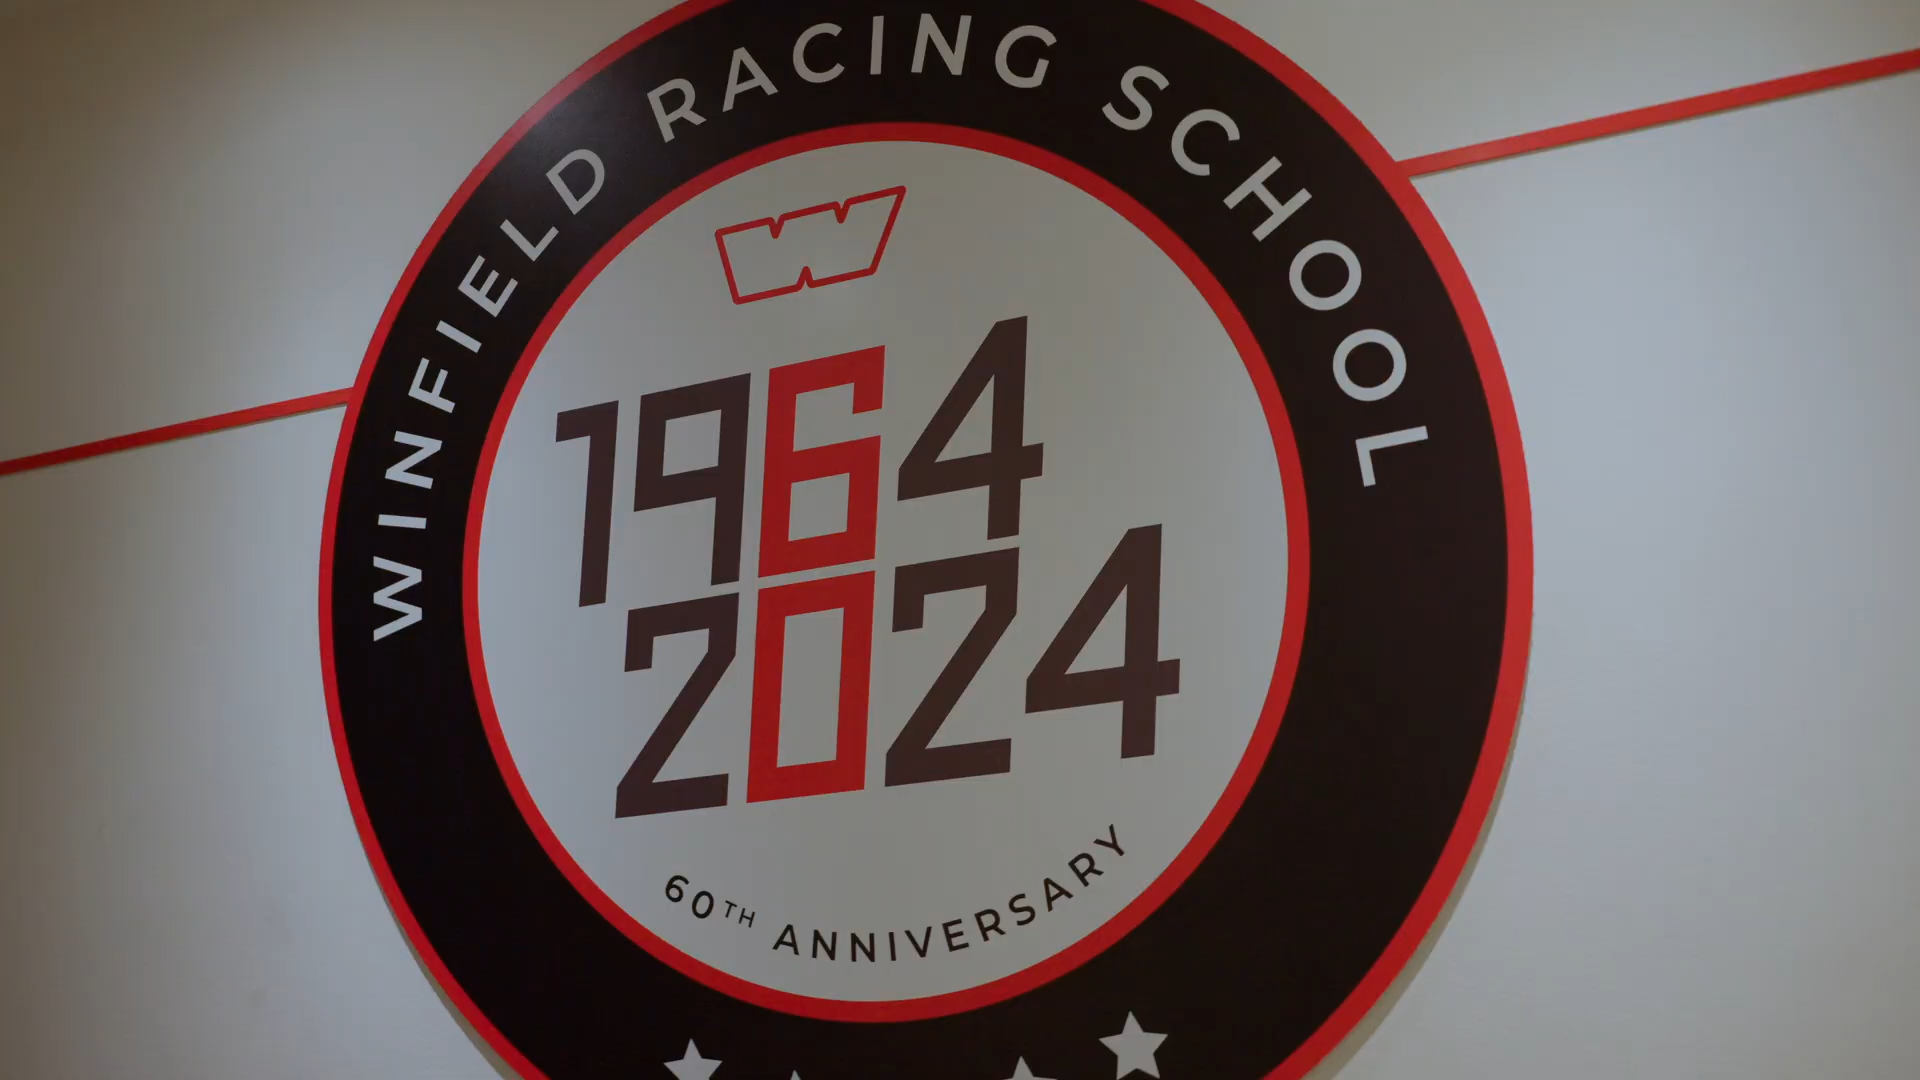 WINFIELD RACING SCHOOL
W
1964
2024
60TH ANNIVERSARY